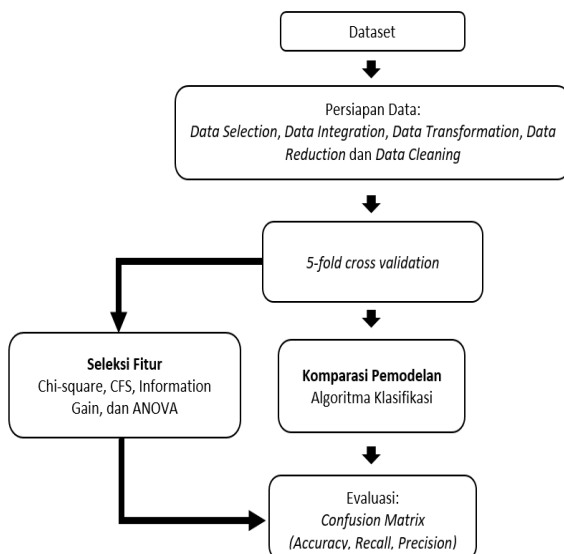 Dataset
Persiapan Data:
Data Selection, Data Integration, Data Transformation, Data
Reduction dan Data Cleaning
5-fold cross validation
Seleksi Fitur
Chi-square, CFS, Information
Gain, dan ANOVA
Komparasi Pemodelan
Algoritma Klasifikasi
Evaluasi:
Confusion Matrix
(Accuracy, Recall, Precision)